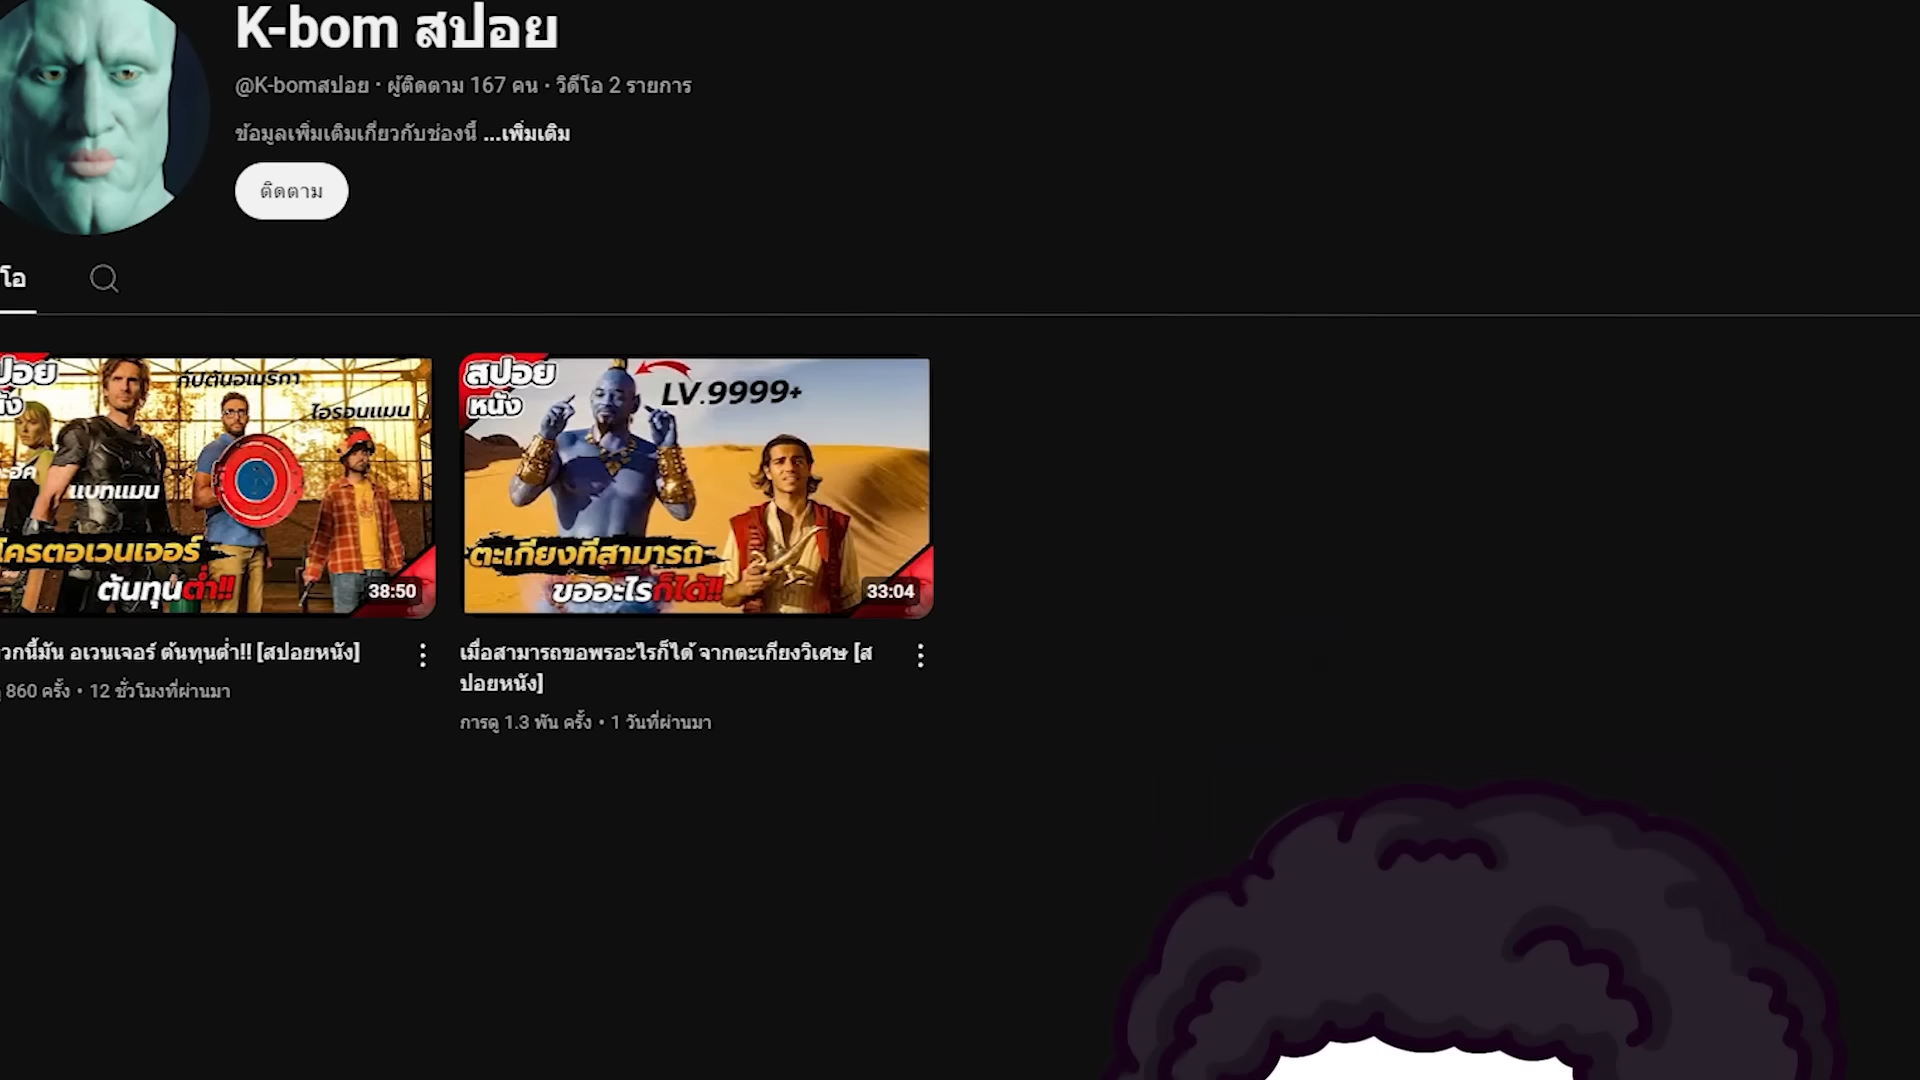 K-bom สปอย
@K-bomสปอย · ผู้ติดตาม 167 คน · วิดีโอ 2 รายการ
ข้อมูลเพิ่มเติมเกี่ยวกับช่องนี้ ...เพิ่มเติม
ติดตาม
โอ
ปอย
กัปตันอเมริกา
ไอรอนแมน
แบทแมน
โครตอเวนเจอร์
ต้นทุนต่ำ!!
38:50
สปอย
หนัง
LV.9999+
ตะเกียงทีสามารถ
ขออะไรก็ได้!!
33:04
วกนี้มัน อเวนเจอร์ ต้นทุนต่ำ!! [สปอยหนัง]
860 ครั้ง • 12 ชั่วโมงที่ผ่านมา
เมื่อสามารถขอพรอะไรก็ได้ จากตะเกียงวิเศษ [ส
ปอยหนัง]
การดู 1.3 พัน ครั้ง • 1 วันที่ผ่านมา